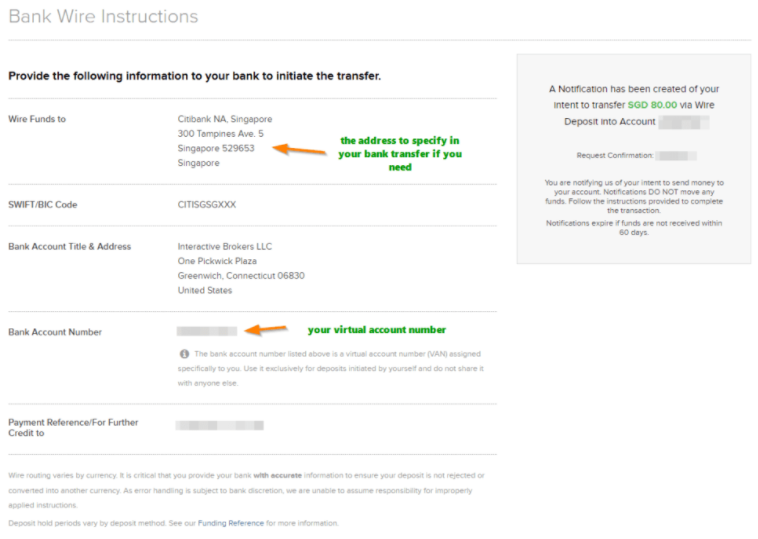 Bank Wire Instructions
Provide the following information to your bank to initiate the transfer.
Wire Funds to
Citibank NA, Singapore
300 Tampines Ave. 5
Singapore 529653
Singapore
the address to specify in
your bank transfer if you
need
SWIFT/BIC Code
CITISGSGXXX
Bank Account Title & Address
Interactive Brokers LLC
One Pickwick Plaza
Greenwich, Connecticut 06830
United States
Bank Account Number
your virtual account number
The bank account number listed above is a virtual account number (VAN) assigned
specifically to you. Use it exclusively for deposits initiated by yourself and do not share it
with anyone else.
Payment Reference/For Further
Credit to
Wire routing varies by currency. It is critical that you provide your bank with accurate information to ensure your deposit is not rejected or
converted into another currency. As error handling is subject to bank discretion, we are unable to assume responsibility for improperly
applied instructions.
Deposit hold periods vary by deposit method. See our Funding Reference for more information.
A Notification has been created of your
intent to transfer SGD 80.00 via Wire
Deposit into Account
Request Confirmation:
You are notifying us of your intent to send money to
your account. Notifications DO NOT move any
funds. Follow the instructions provided to complete
the transaction.
Notifications expire if funds are not received within
60 days.